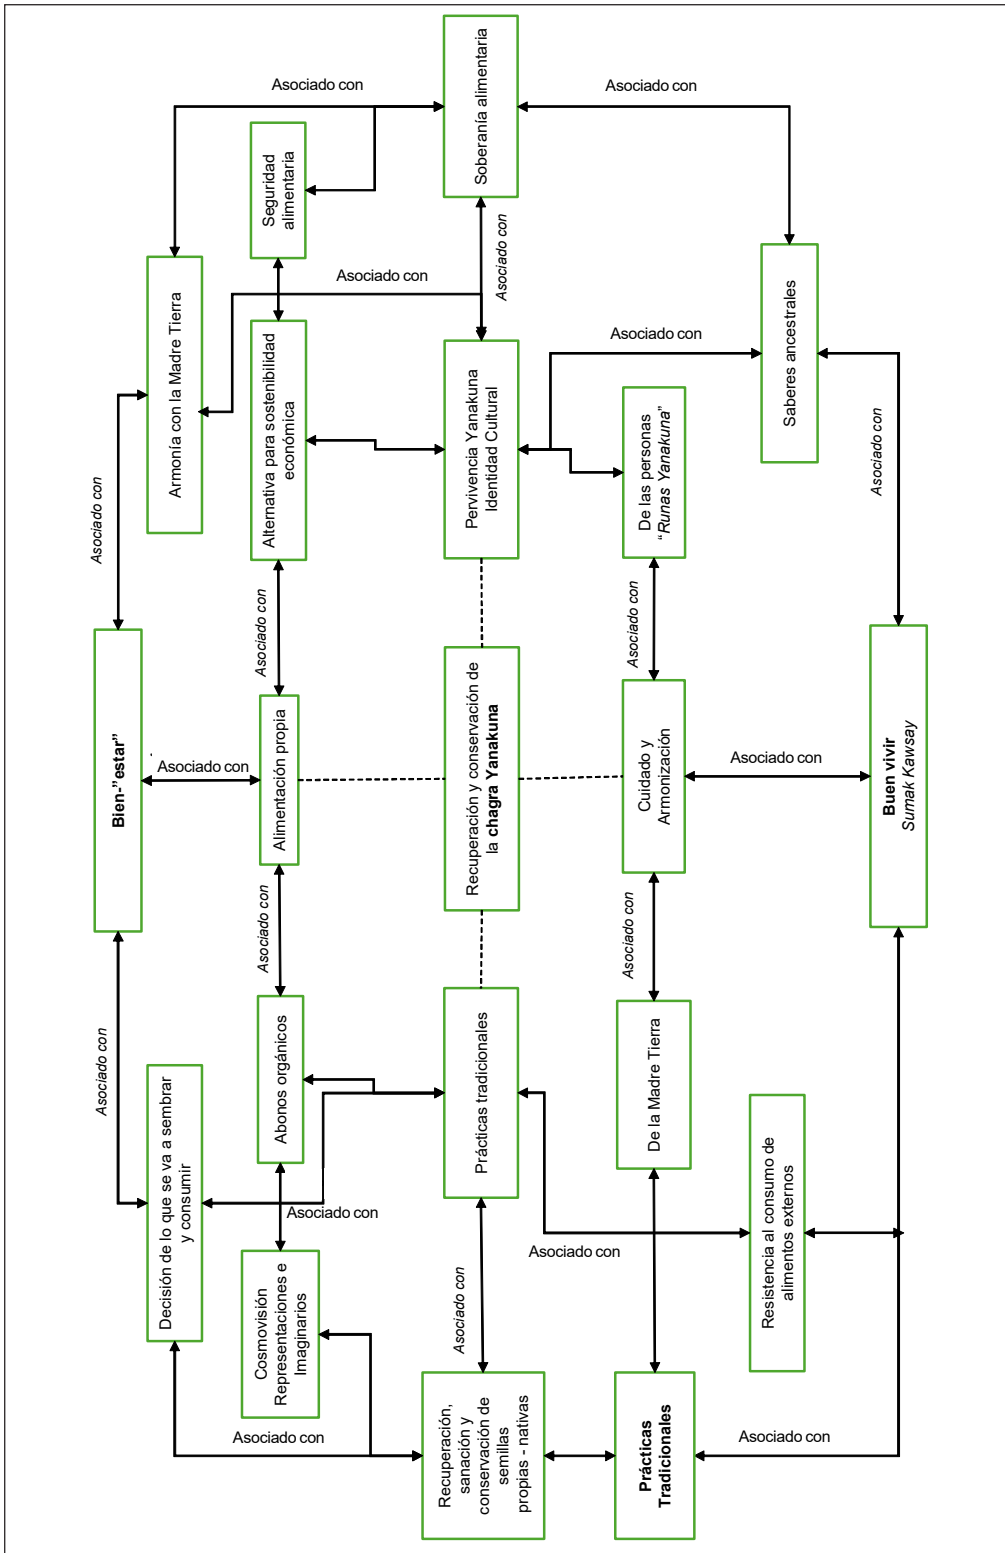 Asociado con
Soberanía alimentaria
Asociado con
Seguridad
alimentaria
Asociado con
Armonía con la Madre Tierra
Asociado con
Asociado con
Alternativa para sostenibilidad
económica
Pervivencia Yanakuna
Identidad Cultural
Asociado con
De las personas
“Runas Yanakuna”
Saberes ancestrales
Asociado con
Asociado con
Asociado con
Bien-”estar”
Asociado con
Alimentación propia
Recuperación y conservación de
la chagra Yanakuna
Cuidado y
Armonización
Asociado con
Buen vivir
Sumak Kawsay
Asociado con
Asociado con
Asociado con
Decisión de lo que se va a sembrar
y consumir
Abonos orgánicos
Asociado con
Prácticas tradicionales
De la Madre Tierra
Asociado con
Resistencia al consumo de
alimentos externos
Cosmovisión
Representaciones e
Imaginarios
Asociado con
Asociado con
Recuperación,
sanación y
conservación de
semillas
propias - nativas
Prácticas
Tradicionales
Asociado con